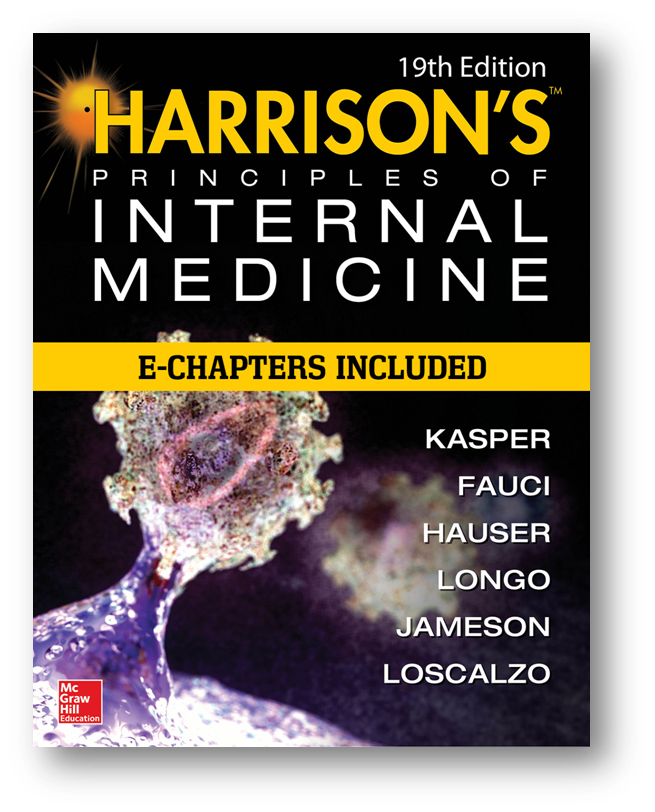 19th Edition
HARRISON'S™
PRINCIPLES OF
INTERNAL
MEDICINE
E-CHAPTERS INCLUDED
KASPER
FAUCI
HAUSER
LONGO
JAMESON
LOSCALZO
Mc
Graw
Hill
Education